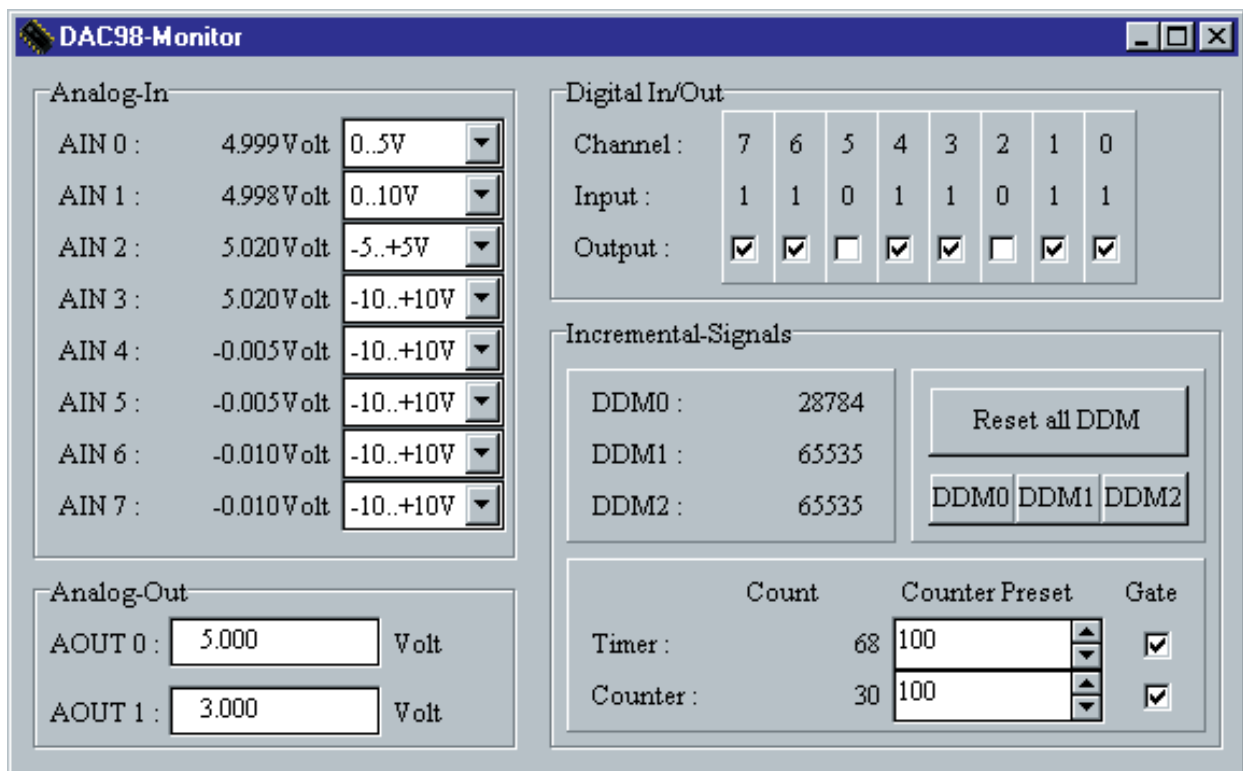 DAC98-Monitor
Analog-In
AIN 0 : 4.999 Volt 0..5V
AIN 1 : 4.998 Volt 0..10V
AIN 2 : 5.020 Volt -5..+5V
AIN 3 : 5.020 Volt -10..+10V
AIN 4 : -0.005 Volt -10..+10V
AIN 5 : -0.005 Volt -10..+10V
AIN 6 : -0.010 Volt -10..+10V
AIN 7 : -0.010 Volt -10..+10V
Analog-Out
AOUT 0 : 5.000 Volt
AOUT 1 : 3.000 Volt
Digital In/Out
Channel : 7 6 5 4 3 2 1 0
Input : 1 1 0 1 1 0 1 1
Output :
Incremental-Signals
DDM0 : 28784
DDM1 : 65535
DDM2 : 65535
Reset all DDM
DDM0 DDM1 DDM2
Count Counter Preset Gate
Timer : 68 100
Counter : 30 100